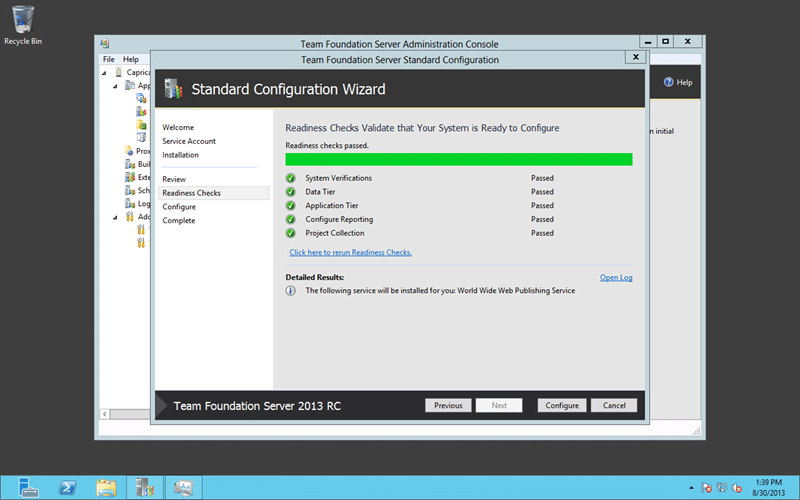 Recycle Bin
Team Foundation Server Administration Console
File Help
Team Foundation Server Standard Configuration
Standard Configuration Wizard
Help
Caprica
App
Prox
Buil
Exte
Sch
Log
Add
n initial
Welcome
Service Account
Installation
Review
Readiness Checks
Configure
Complete
Readiness Checks Validate that Your System is Ready to Configure
Readiness checks passed.
System Verifications Passed
Data Tier Passed
Application Tier Passed
Configure Reporting Passed
Project Collection Passed
Click here to rerun Readiness Checks.
Detailed Results: Open Log
The following service will be installed for you: World Wide Web Publishing Service
Team Foundation Server 2013 RC
Previous Next Configure Cancel
1:39 PM
8/30/2013